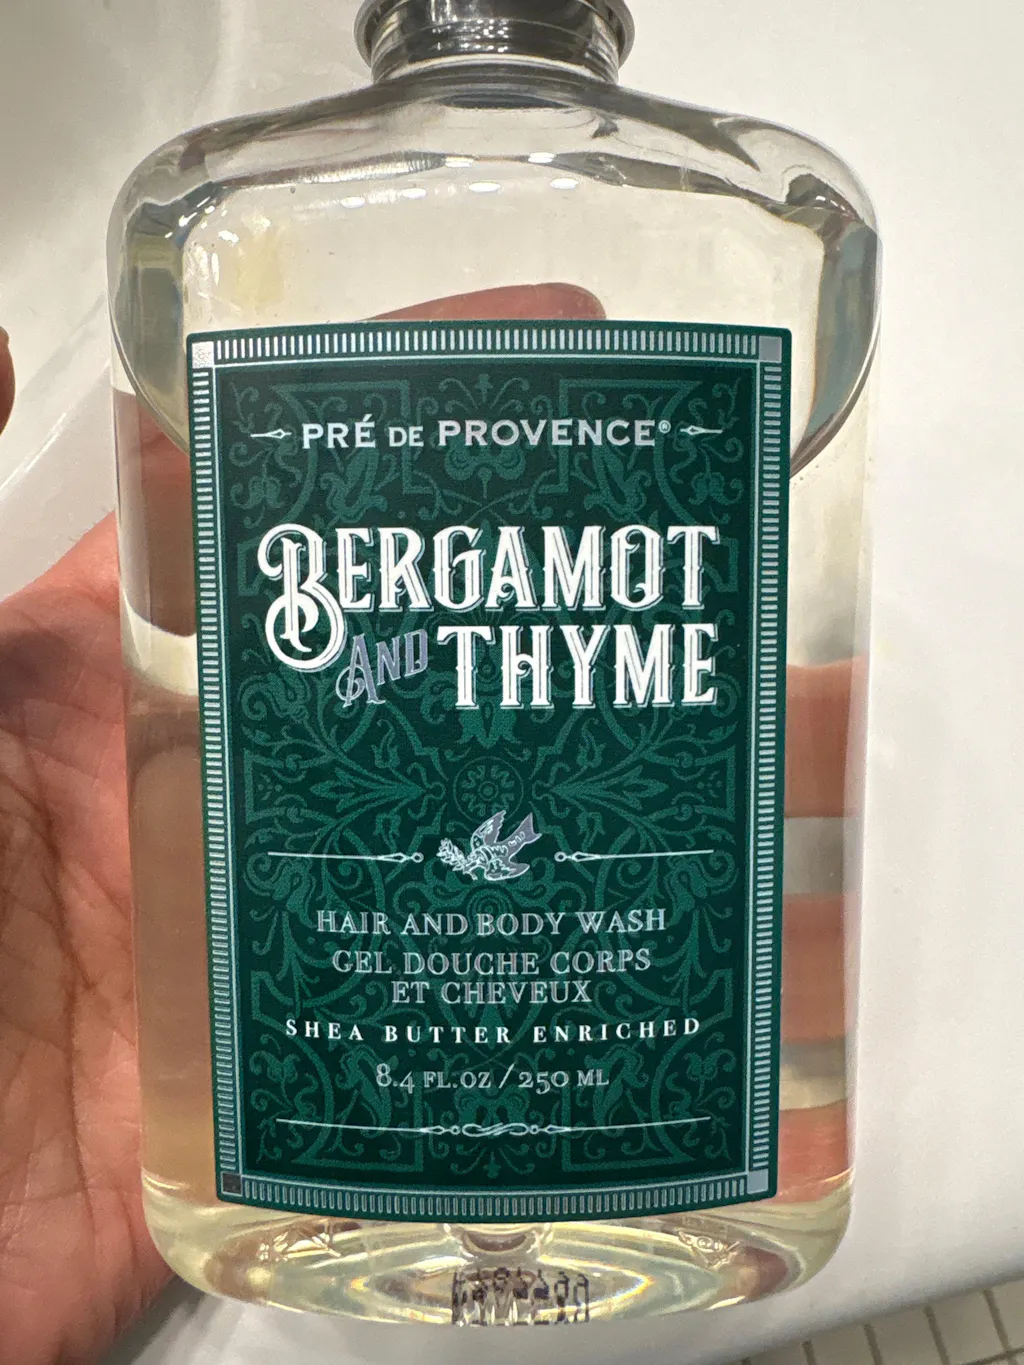 PRÉ DE PROVENCE®
BERGAMOT
AND THYME
HAIR AND BODY WASH
GEL DOUCHE CORPS
ET CHEVEUX
SHEA BUTTER ENRICHED
8.4 FL.OZ / 250 ML